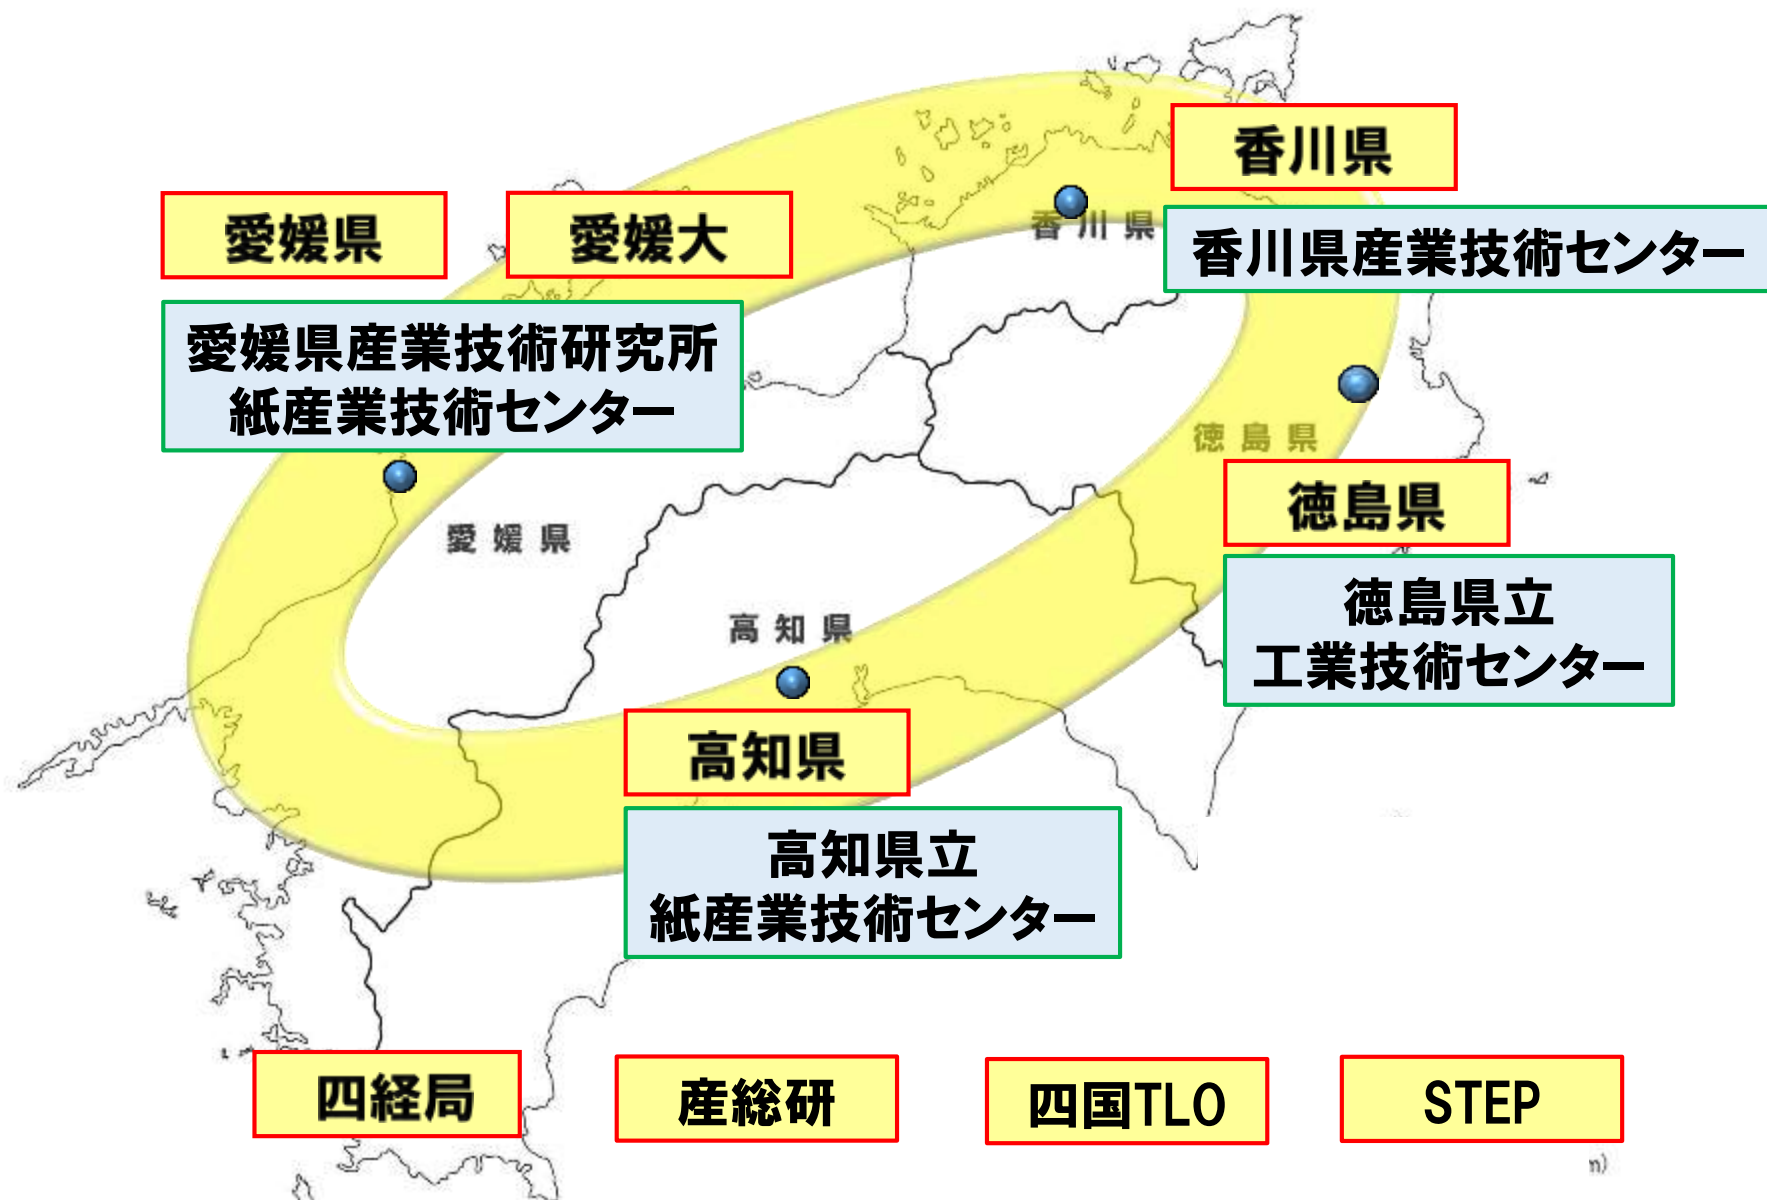 香川県
愛媛県
愛媛大
香川県
香川県産業技術センター
愛媛県産業技術研究所
紙産業技術センター
徳島県
徳島県
愛媛県
徳島県立
工業技術センター
高知県
高知県
高知県立
紙産業技術センター
四経局
産総研
四国TLO
STEP
n)